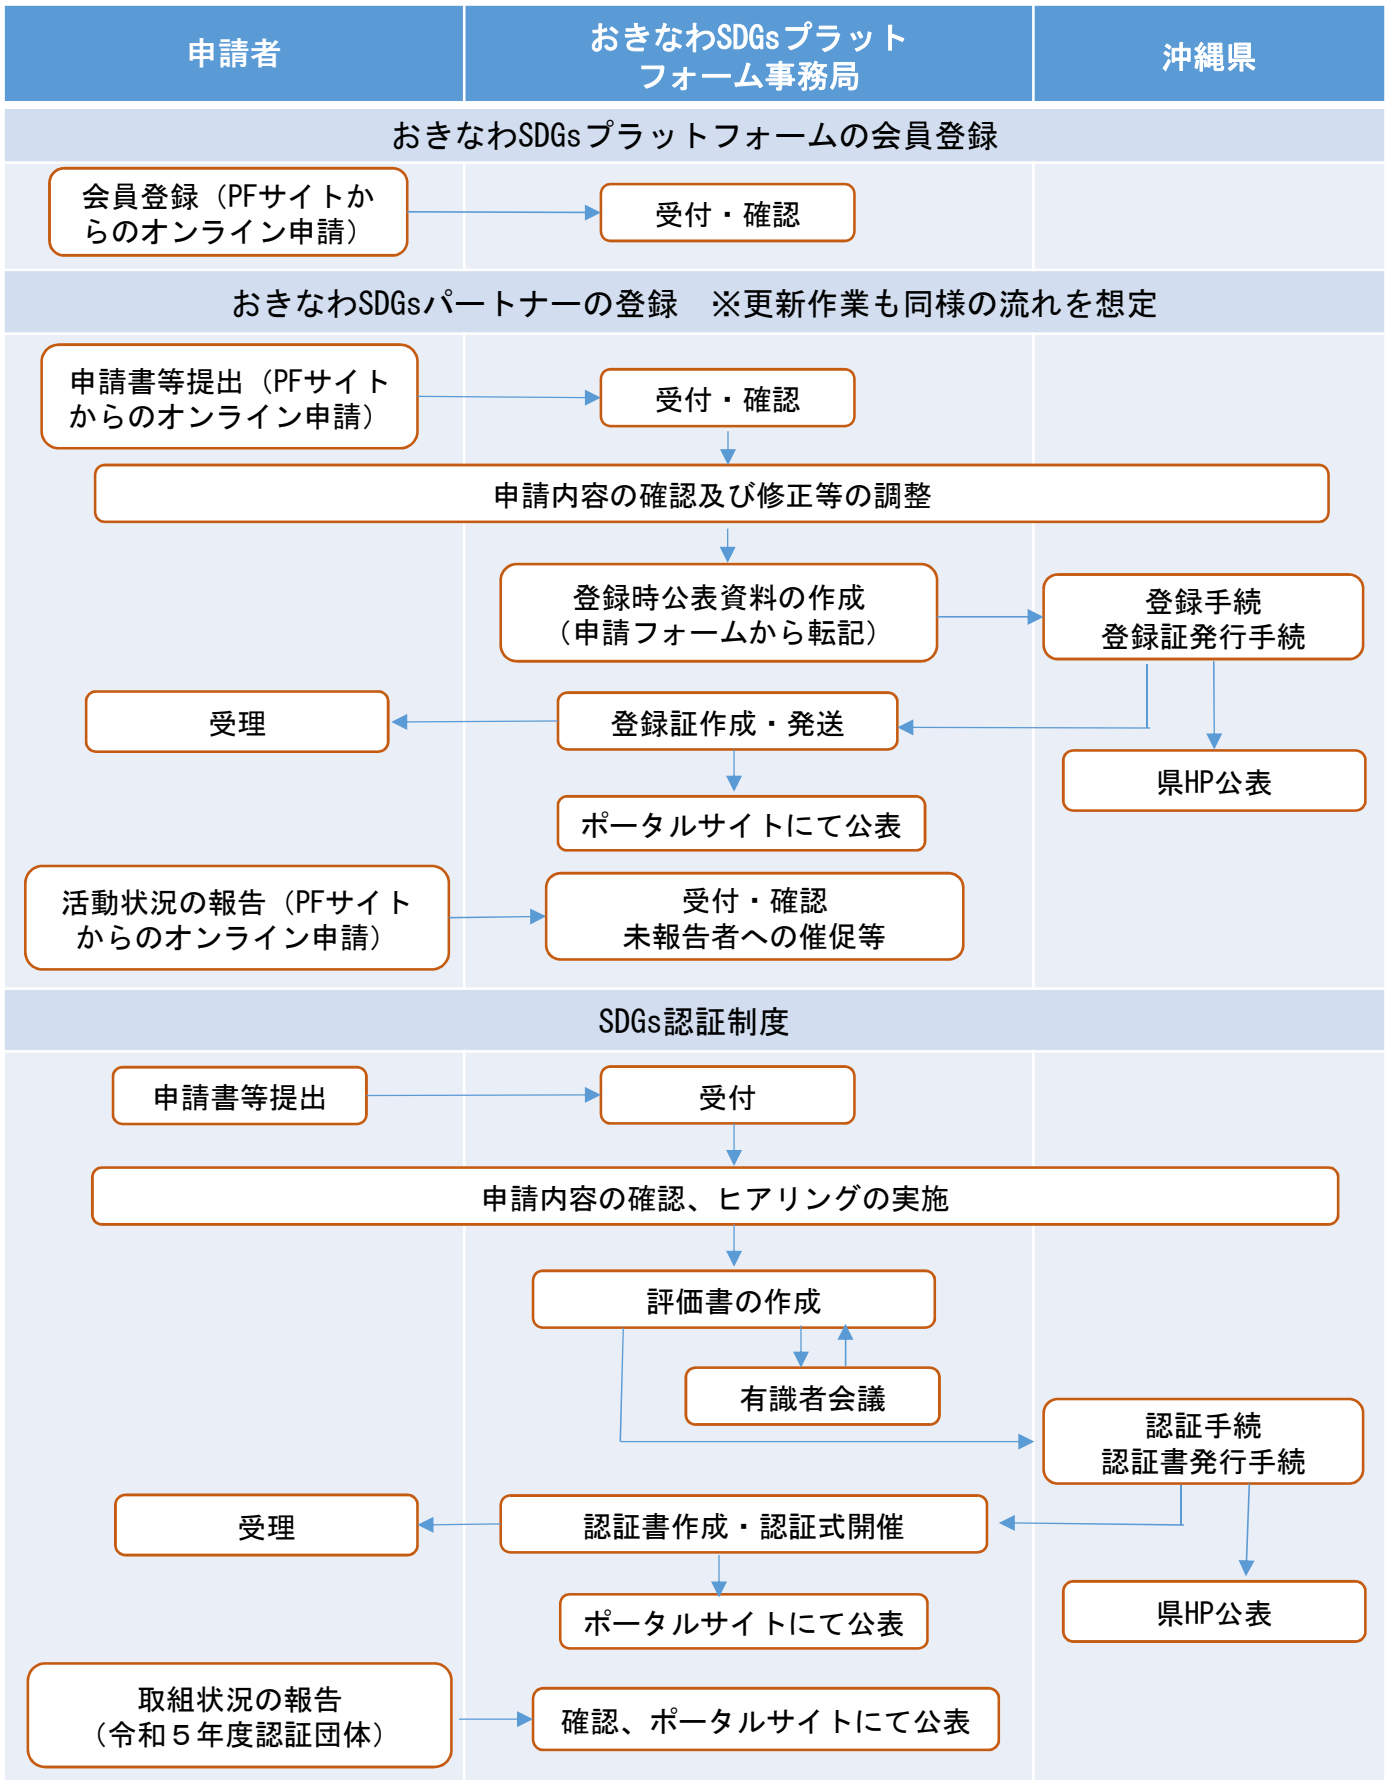 申請者
おきなわSDGsプラット
フォーム事務局
沖縄県
おきなわSDGsプラットフォームの会員登録
会員登録（PFサイトか
らのオンライン申請）
受付・確認
おきなわSDGsパートナーの登録　※更新作業も同様の流れを想定
申請書等提出（PFサイト
からのオンライン申請）
受付・確認
申請内容の確認及び修正等の調整
登録時公表資料の作成
（申請フォームから転記）
登録手続
登録証発行手続
受理
登録証作成・発送
県HP公表
ポータルサイトにて公表
活動状況の報告（PFサイト
からのオンライン申請）
受付・確認
未報告者への催促等
SDGs認証制度
申請書等提出
受付
申請内容の確認、ヒアリングの実施
評価書の作成
有識者会議
認証手続
認証書発行手続
受理
認証書作成・認証式開催
県HP公表
ポータルサイトにて公表
取組状況の報告
（令和５年度認証団体）
確認、ポータルサイトにて公表